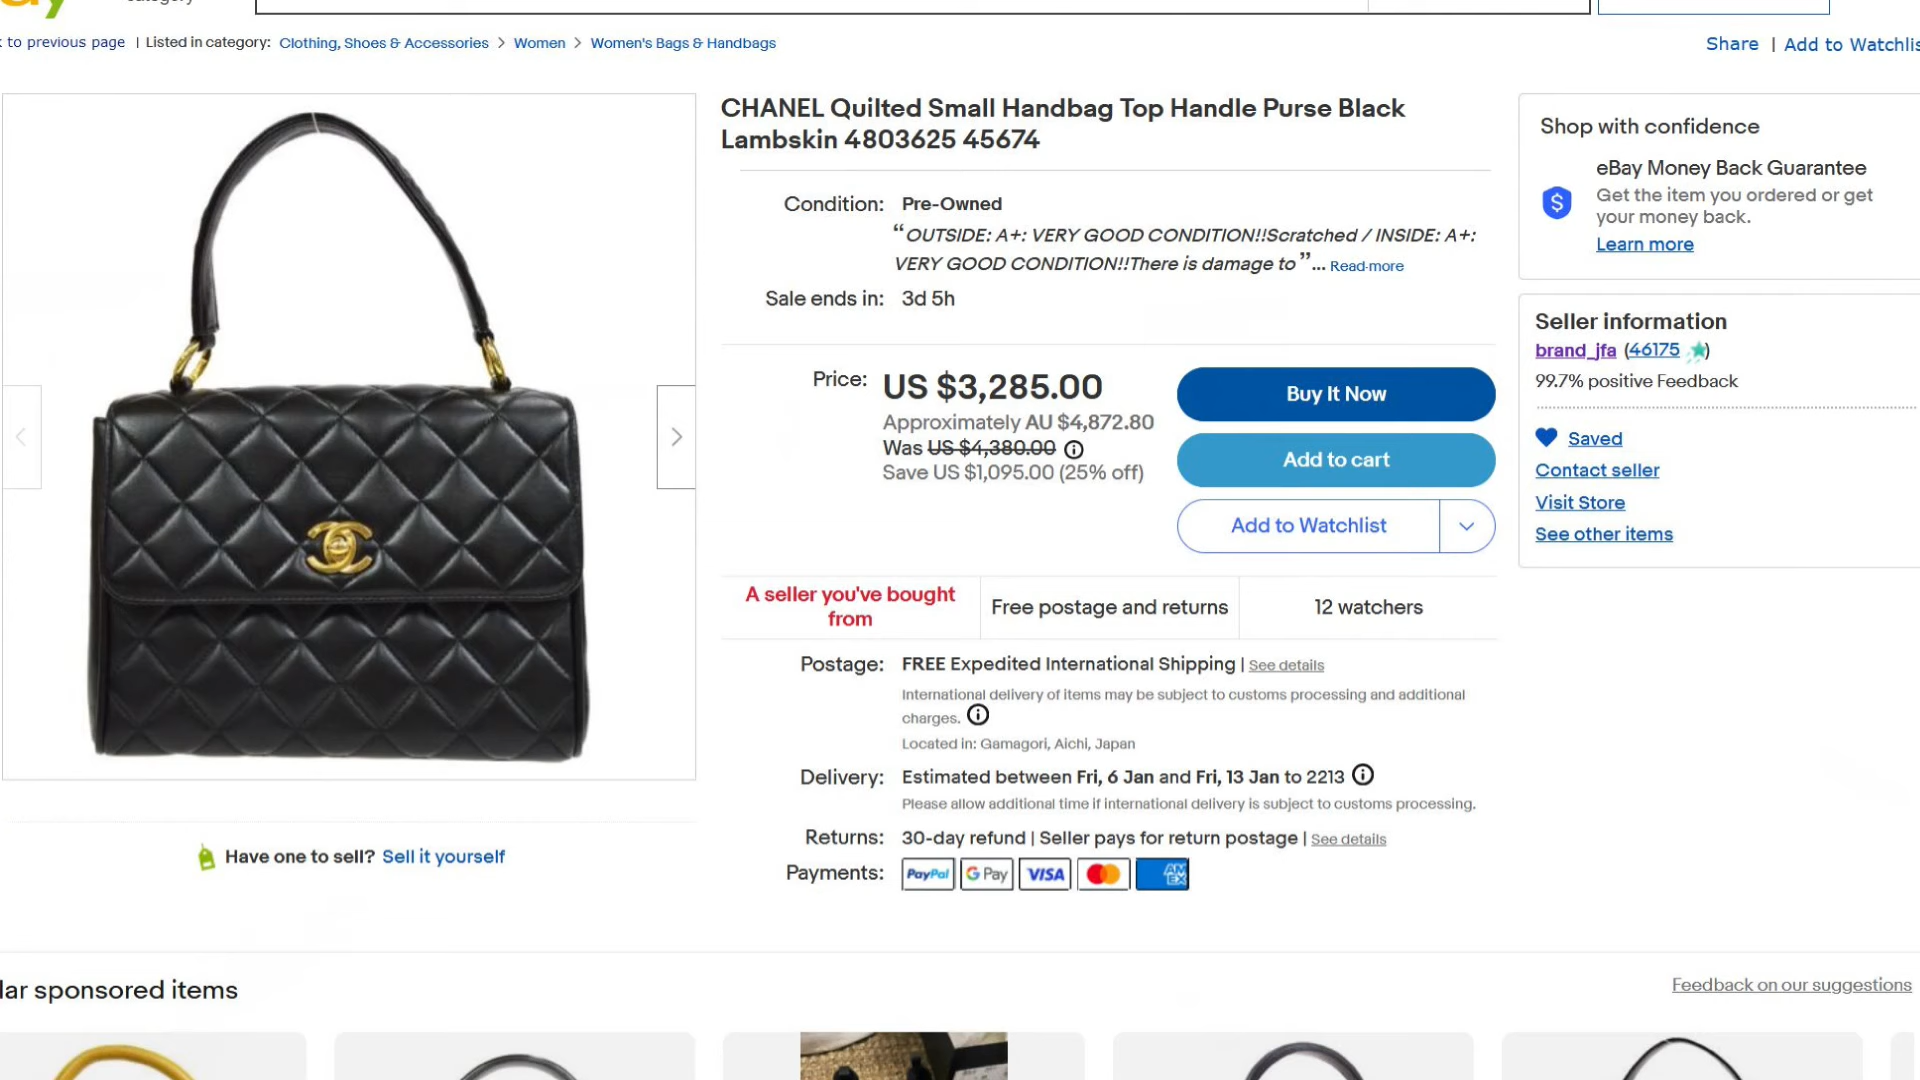 category
to previous page | Listed in category: Clothing, Shoes & Accessories > Women > Women's Bags & Handbags
Share | Add to Watchlis
CHANEL Quilted Small Handbag Top Handle Purse Black
Lambskin 4803625 45674
Condition: Pre-Owned
“OUTSIDE: A+: VERY GOOD CONDITION!!Scratched / INSIDE: A+:
VERY GOOD CONDITION!!There is damage to”... Read more
Sale ends in: 3d 5h
Price: US $3,285.00
Approximately AU $4,872.80
Was US $4,380.00
Save US $1,095.00 (25% off)
Buy It Now
Add to cart
Add to Watchlist
A seller you've bought
from
Free postage and returns
12 watchers
Postage: FREE Expedited International Shipping | See details
International delivery of items may be subject to customs processing and additional
charges.
Located in: Gamagori, Aichi, Japan
Delivery: Estimated between Fri, 6 Jan and Fri, 13 Jan to 2213
Please allow additional time if international delivery is subject to customs processing.
Returns: 30-day refund | Seller pays for return postage | See details
Payments: PayPal G Pay VISA AMEX
Shop with confidence
eBay Money Back Guarantee
Get the item you ordered or get
your money back.
Learn more
Seller information
brand_jfa (46175)
99.7% positive Feedback
Saved
Contact seller
Visit Store
See other items
Have one to sell? Sell it yourself
lar sponsored items
Feedback on our suggestions